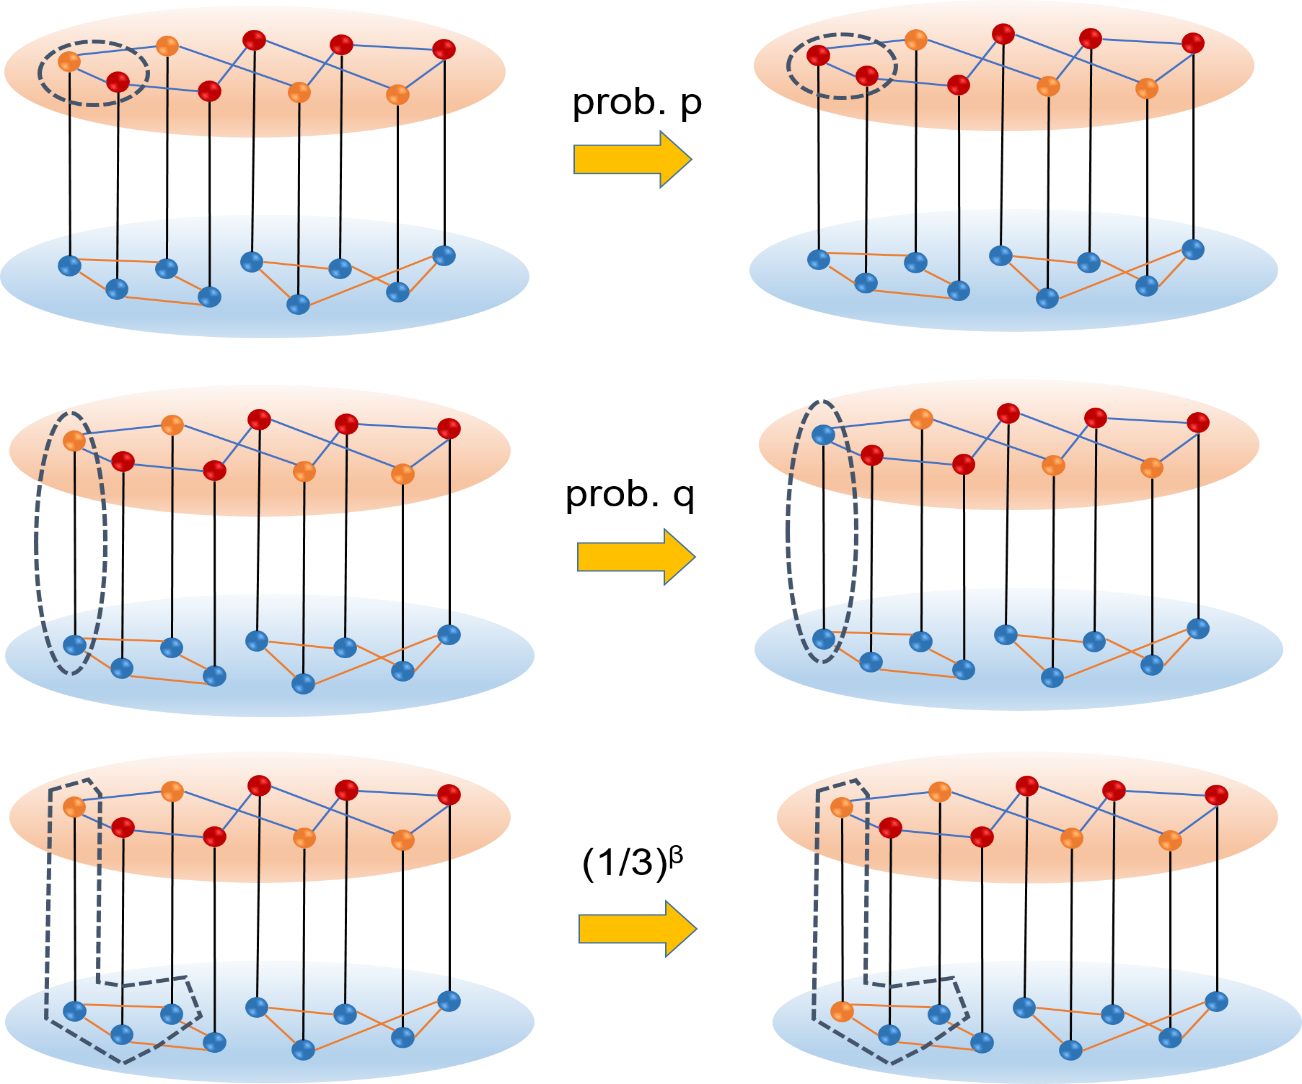 prob. p
prob. q
(1/3)ᵝ